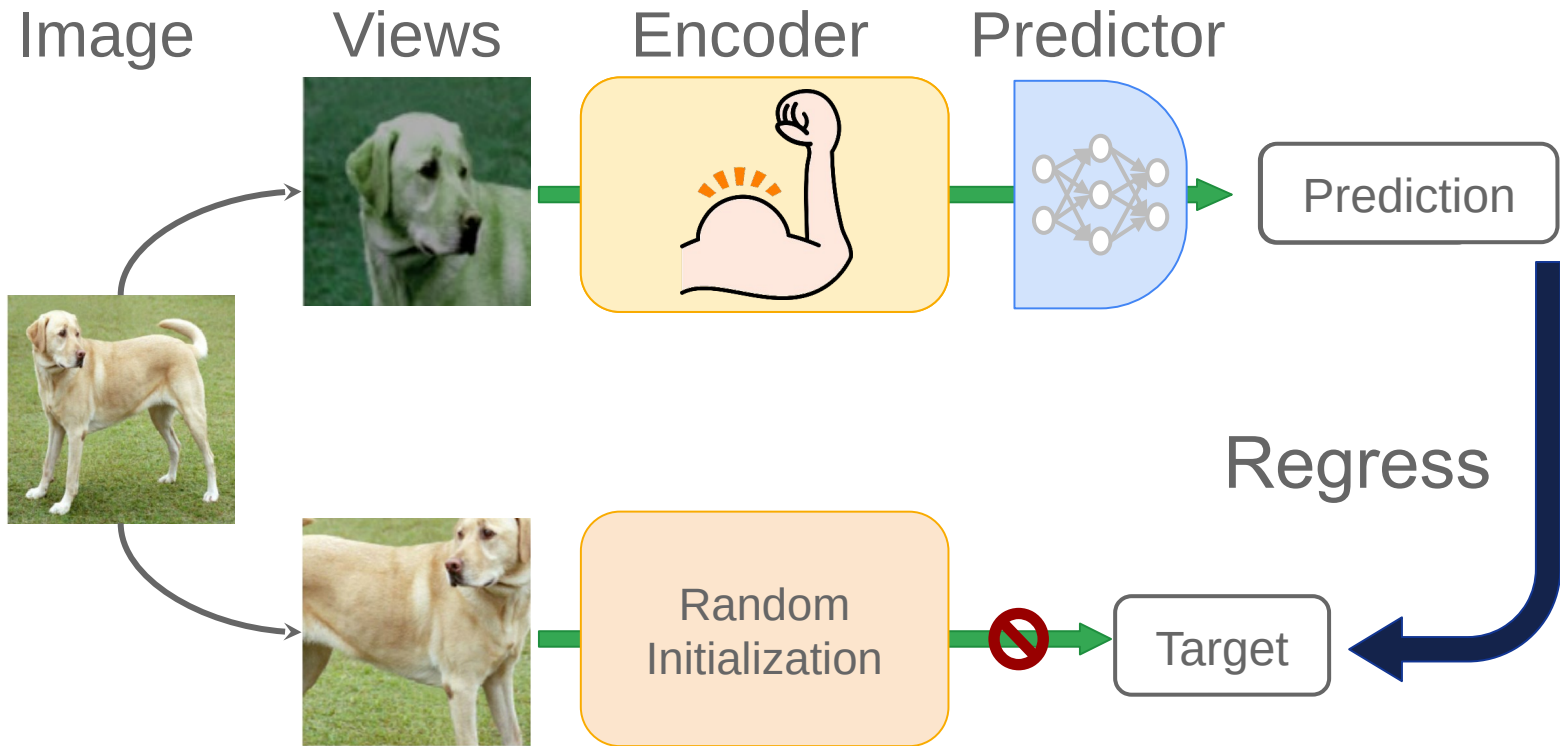 Image
Views
Encoder
Predictor
Prediction
Regress
Random
Initialization
Target